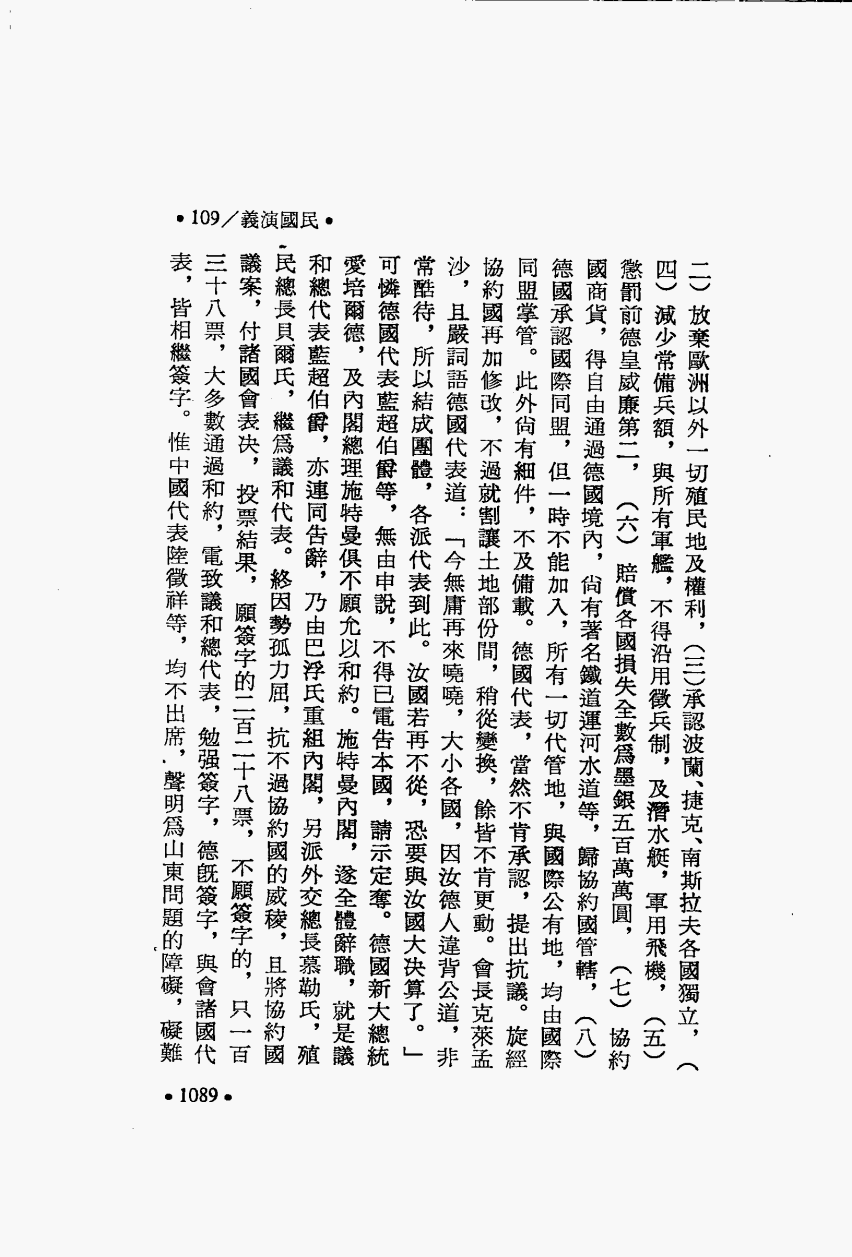 •109／義演國民•
二）放棄歐洲以外一切殖民地及權利，（三）承認波蘭、捷克、南斯拉夫各國獨立，（
四）減少常備兵額，與所有軍艦，不得沿用徵兵制，及潛水艇，軍用飛機，（五）
懲罰前德皇威廉第二，（六）賠償各國損失全數爲墨銀五百萬萬圓，（七）協約
國商貨，得自由通過德國境內，尙有著名鐵道運河水道等，歸協約國管轄，（八）
德國承認國際同盟，但一時不能加入，所有一切代管地，與國際公有地，均由國際
同盟掌管。此外尙有細件，不及備載。德國代表，當然不肯承認，提出抗議。旋經
協約國再加修改，不過就割讓土地部份間，稍從變換，餘皆不肯更動。會長克萊孟
沙，且嚴詞語德國代表道：「今無庸再來嘵嘵，大小各國，因汝德人違背公道，非
常酷待，所以結成團體，各派代表到此。汝國若再不從，恐要與汝國大決算了。」
可憐德國代表藍超伯爵等，無由申說，不得已電告本國，請示定奪。德國新大總統
愛培爾德，及內閣總理施特曼俱不願允以和約。施特曼內閣，遂全體辭職，就是議
和總代表藍超伯爵，亦連同告辭，乃由巴浮氏重組內閣，另派外交總長慕勒氏，殖
民總長貝爾氏，繼爲議和代表。終因勢孤力屈，抗不過協約國的威稜，且將協約國
議案，付諸國會表決，投票結果，願簽字的二百二十八票，不願簽字的，只一百
三十八票，大多數通過和約，電致議和總代表，勉强簽字，德旣簽字，與會諸國代
表，皆相繼簽字。惟中國代表陸徵祥等，均不出席，聲明爲山東問題的障礙，礙難
•1089•